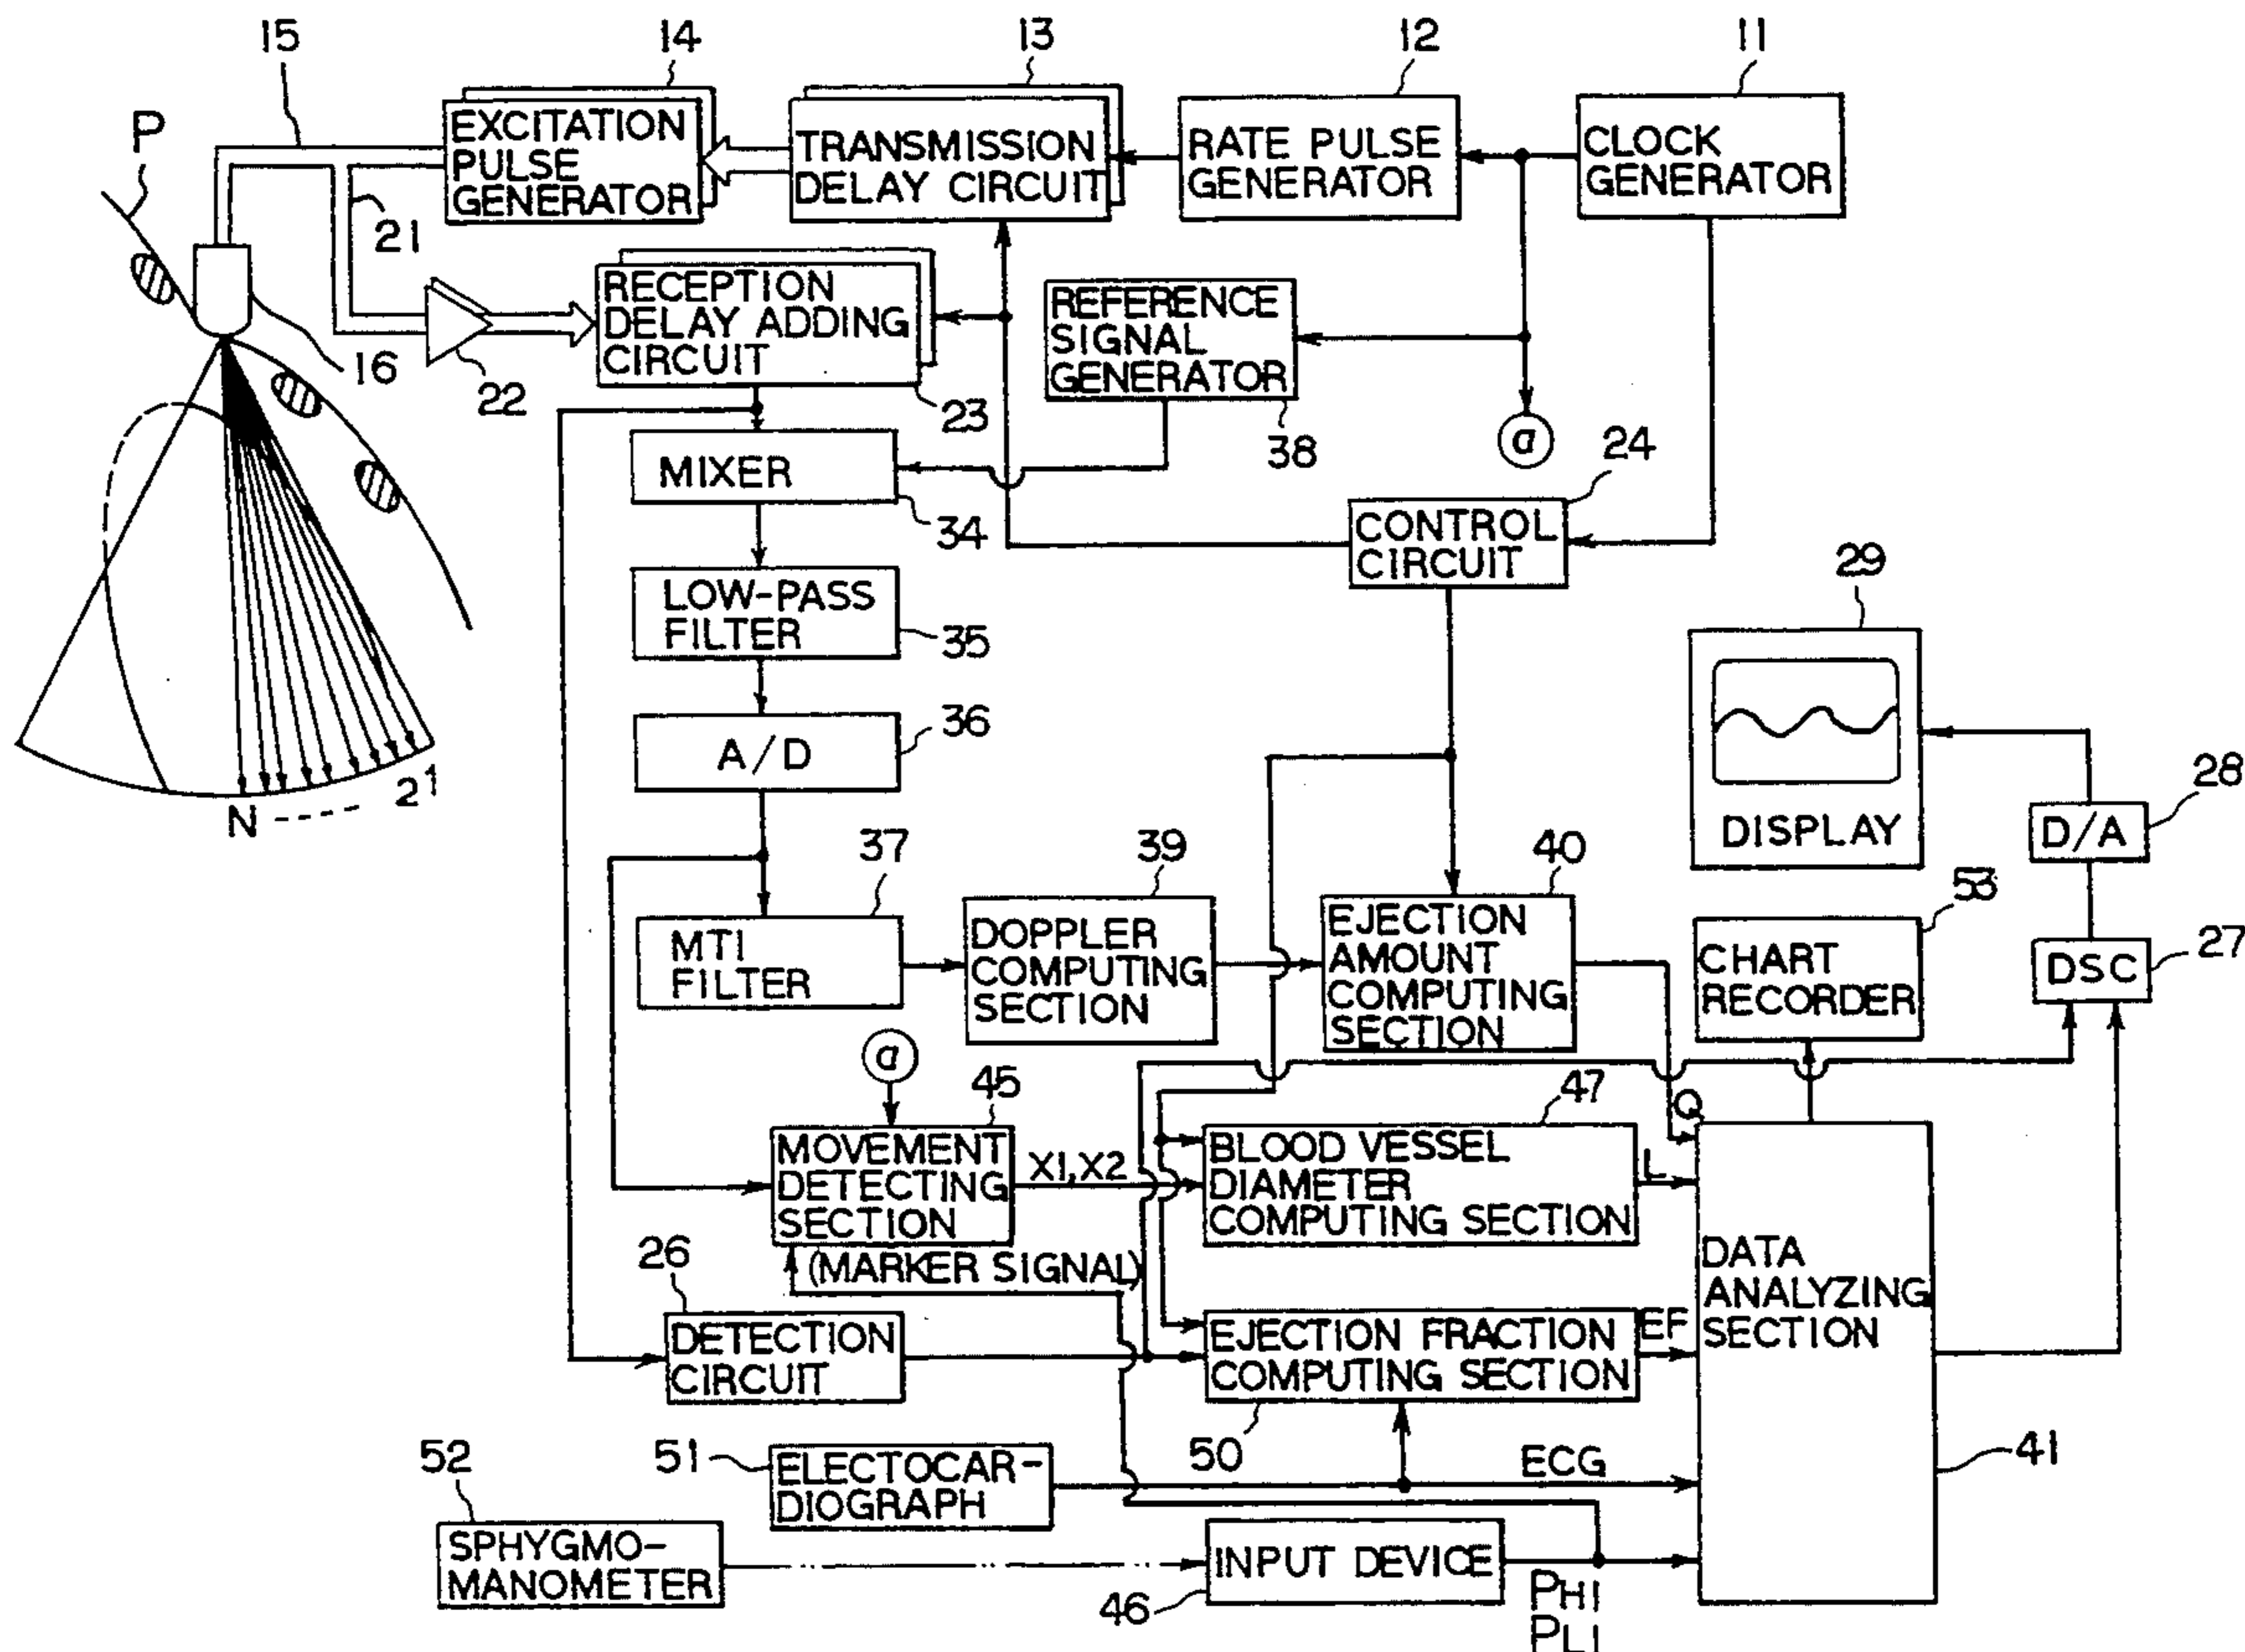 15
14
13
12
11
P
EXCITATION
PULSE
GENERATOR
TRANSMISSION
DELAY CIRCUIT
RATE PULSE
GENERATOR
CLOCK
GENERATOR
21
RECEPTION
DELAY ADDING
CIRCUIT
REFERENCE
SIGNAL
GENERATOR
16
22
23
38
a
24
MIXER
34
CONTROL
CIRCUIT
29
LOW-PASS
FILTER
35
36
A/D
28
N ---- 21
DISPLAY
D/A
37
39
40
53
MTI
FILTER
DOPPLER
COMPUTING
SECTION
EJECTION
AMOUNT
COMPUTING
SECTION
CHART
RECORDER
DSC
27
a
45
47
Q
MOVEMENT
DETECTING
SECTION
X1,X2
BLOOD VESSEL
DIAMETER
COMPUTING SECTION
L
26
(MARKER SIGNAL)
DATA
ANALYZING
SECTION
DETECTION
CIRCUIT
EJECTION FRACTION
COMPUTING SECTION
EF
52
51
ELECTOCAR-
DIOGRAPH
50
ECG
41
SPHYGMO-
MANOMETER
INPUT DEVICE
46
PH1
PL1